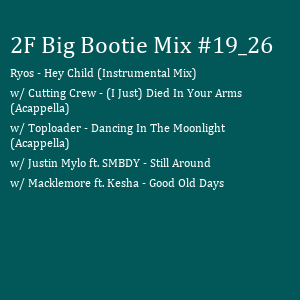 2F Big Bootie Mix #19_26
Ryos - Hey Child (Instrumental Mix)
w/ Cutting Crew - (I Just) Died In Your Arms
(Acappella)
w/ Toploader - Dancing In The Moonlight
(Acappella)
w/ Justin Mylo ft. SMBDY - Still Around
w/ Macklemore ft. Kesha - Good Old Days